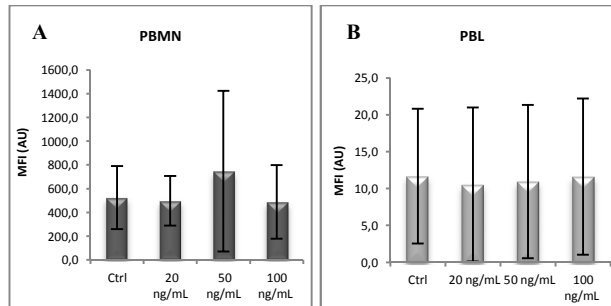 A
PBMN
1600,0
1400,0
1200,0
1000,0
800,0
600,0
400,0
200,0
0,0
MFI (AU)
Ctrl
20 ng/mL
50 ng/mL
100 ng/mL
B
PBL
25,0
20,0
15,0
10,0
5,0
0,0
MFI (AU)
Ctrl
20 ng/mL
50 ng/mL
100 ng/mL